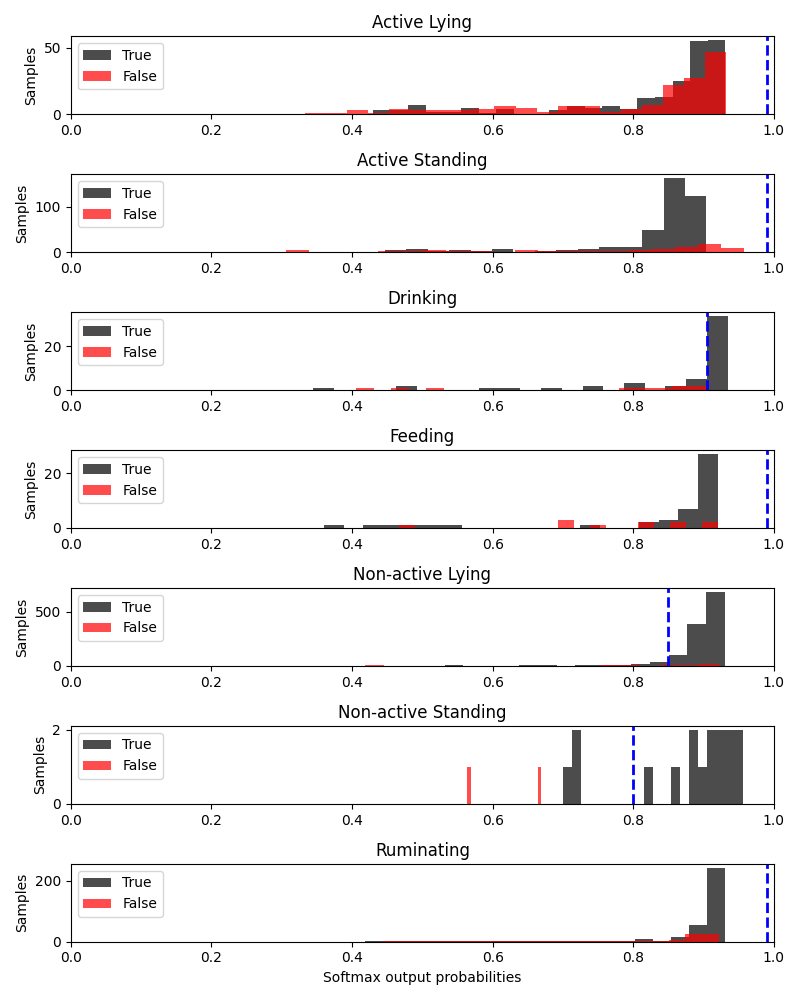 Active Lying
Samples
50
0
True
False
0.0 0.2 0.4 0.6 0.8 1.0
Active Standing
Samples
100
0
True
False
0.0 0.2 0.4 0.6 0.8 1.0
Drinking
Samples
20
0
True
False
0.0 0.2 0.4 0.6 0.8 1.0
Feeding
Samples
20
0
True
False
0.0 0.2 0.4 0.6 0.8 1.0
Non-active Lying
Samples
500
0
True
False
0.0 0.2 0.4 0.6 0.8 1.0
Non-active Standing
Samples
2
0
True
False
0.0 0.2 0.4 0.6 0.8 1.0
Ruminating
Samples
200
0
True
False
0.0 0.2 0.4 0.6 0.8 1.0
Softmax output probabilities